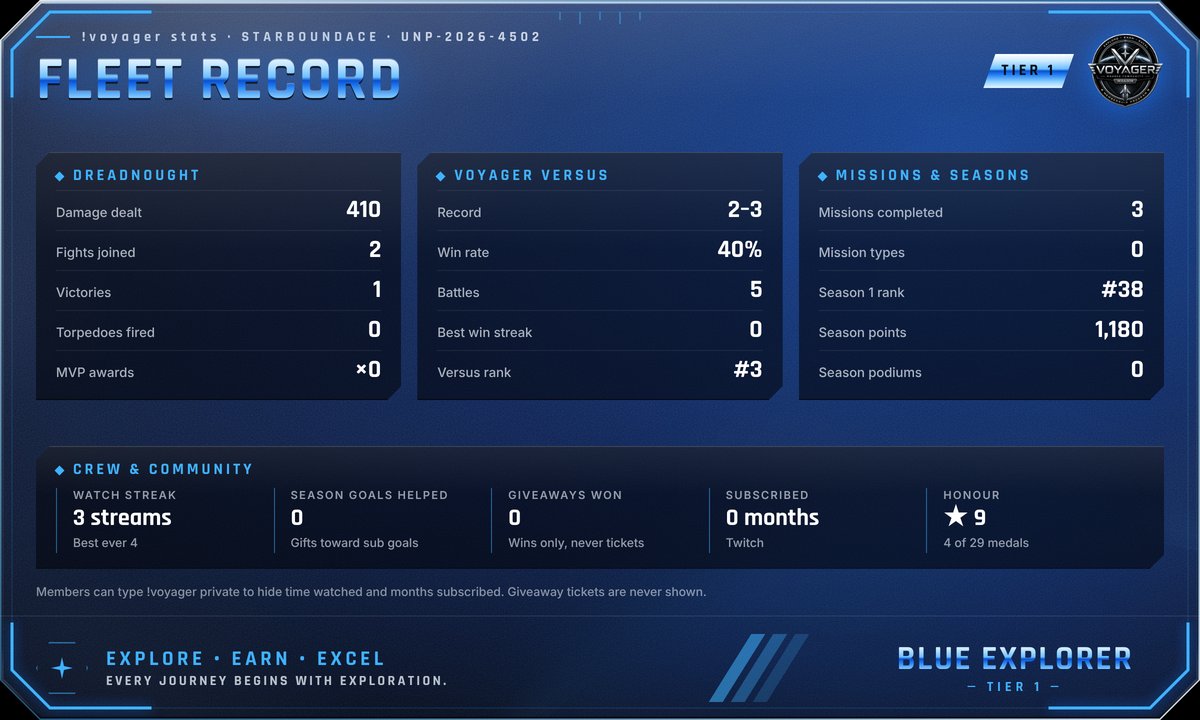 !voyager stats · STARBOUNDACE · UNP-2026-4502
FLEET RECORD
TIER 1
VOYAGER
DREADNOUGHT
Damage dealt 410
Fights joined 2
Victories 1
Torpedoes fired 0
MVP awards ×0
VOYAGER VERSUS
Record 2–3
Win rate 40%
Battles 5
Best win streak 0
Versus rank #3
MISSIONS & SEASONS
Missions completed 3
Mission types 0
Season 1 rank #38
Season points 1,180
Season podiums 0
CREW & COMMUNITY
WATCH STREAK
3 streams
Best ever 4
SEASON GOALS HELPED
0
Gifts toward sub goals
GIVEAWAYS WON
0
Wins only, never tickets
SUBSCRIBED
0 months
Twitch
HONOUR
★ 9
4 of 29 medals
Members can type !voyager private to hide time watched and months subscribed. Giveaway tickets are never shown.
EXPLORE • EARN • EXCEL
EVERY JOURNEY BEGINS WITH EXPLORATION.
BLUE EXPLORER
– TIER 1 –